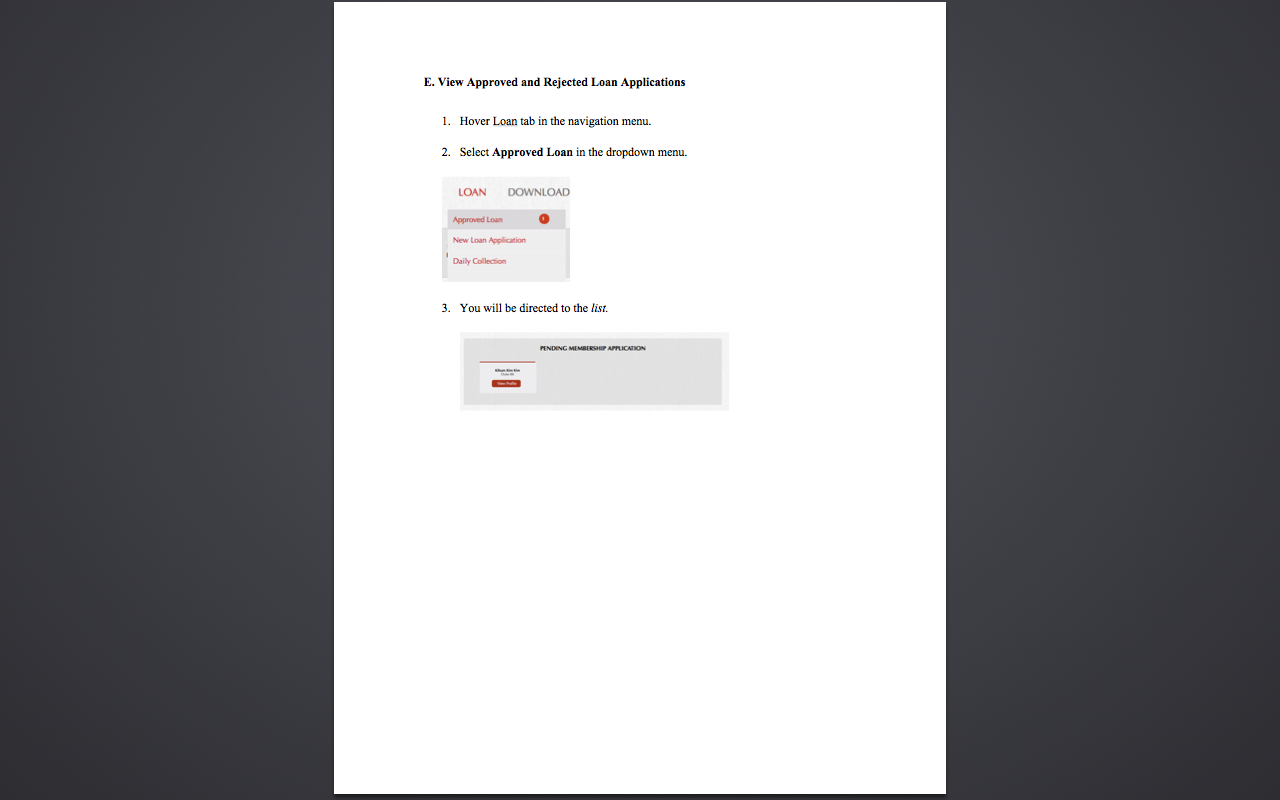 E. View Approved and Rejected Loan Applications
1. Hover Loan tab in the navigation menu.
2. Select Approved Loan in the dropdown menu.
LOAN DOWNLOAD
Approved Loan
New Loan Application
Daily Collection
3. You will be directed to the list.
PENDING MEMBERSHIP APPLICATION
View Profile